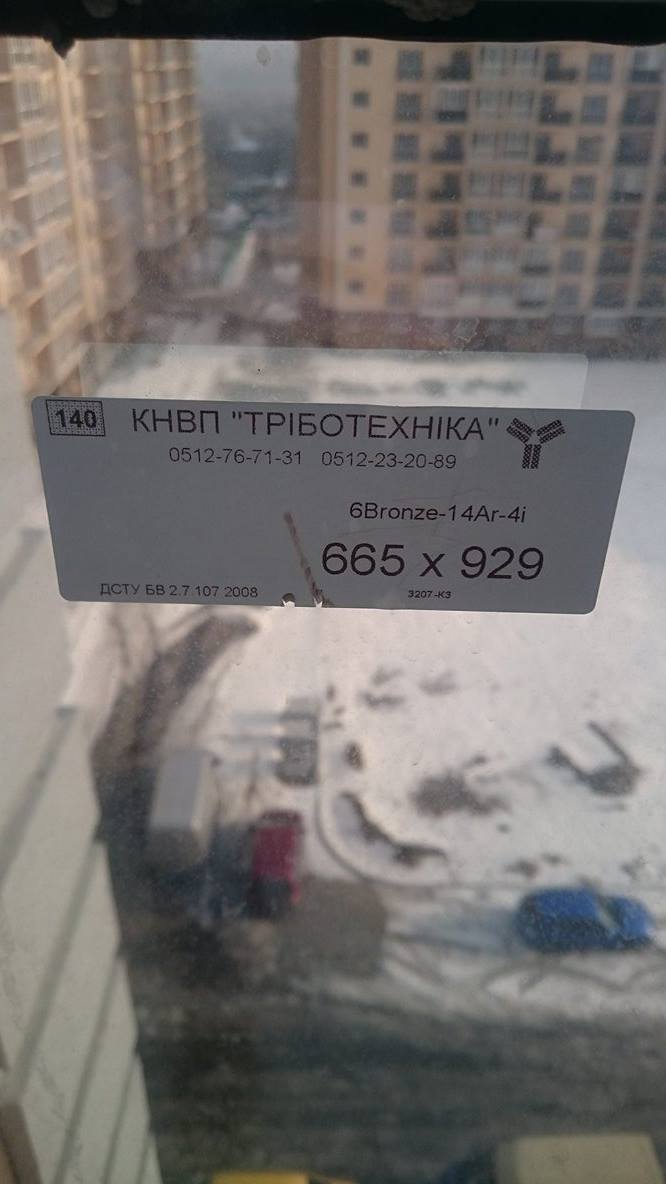 140
КНВП "ТРІБОТЕХНІКА"
0512-76-71-31 0512-23-20-89
6Bronze-14Ar-4i
665 x 929
ДСТУ БВ 2.7.107 2008
3207-К3